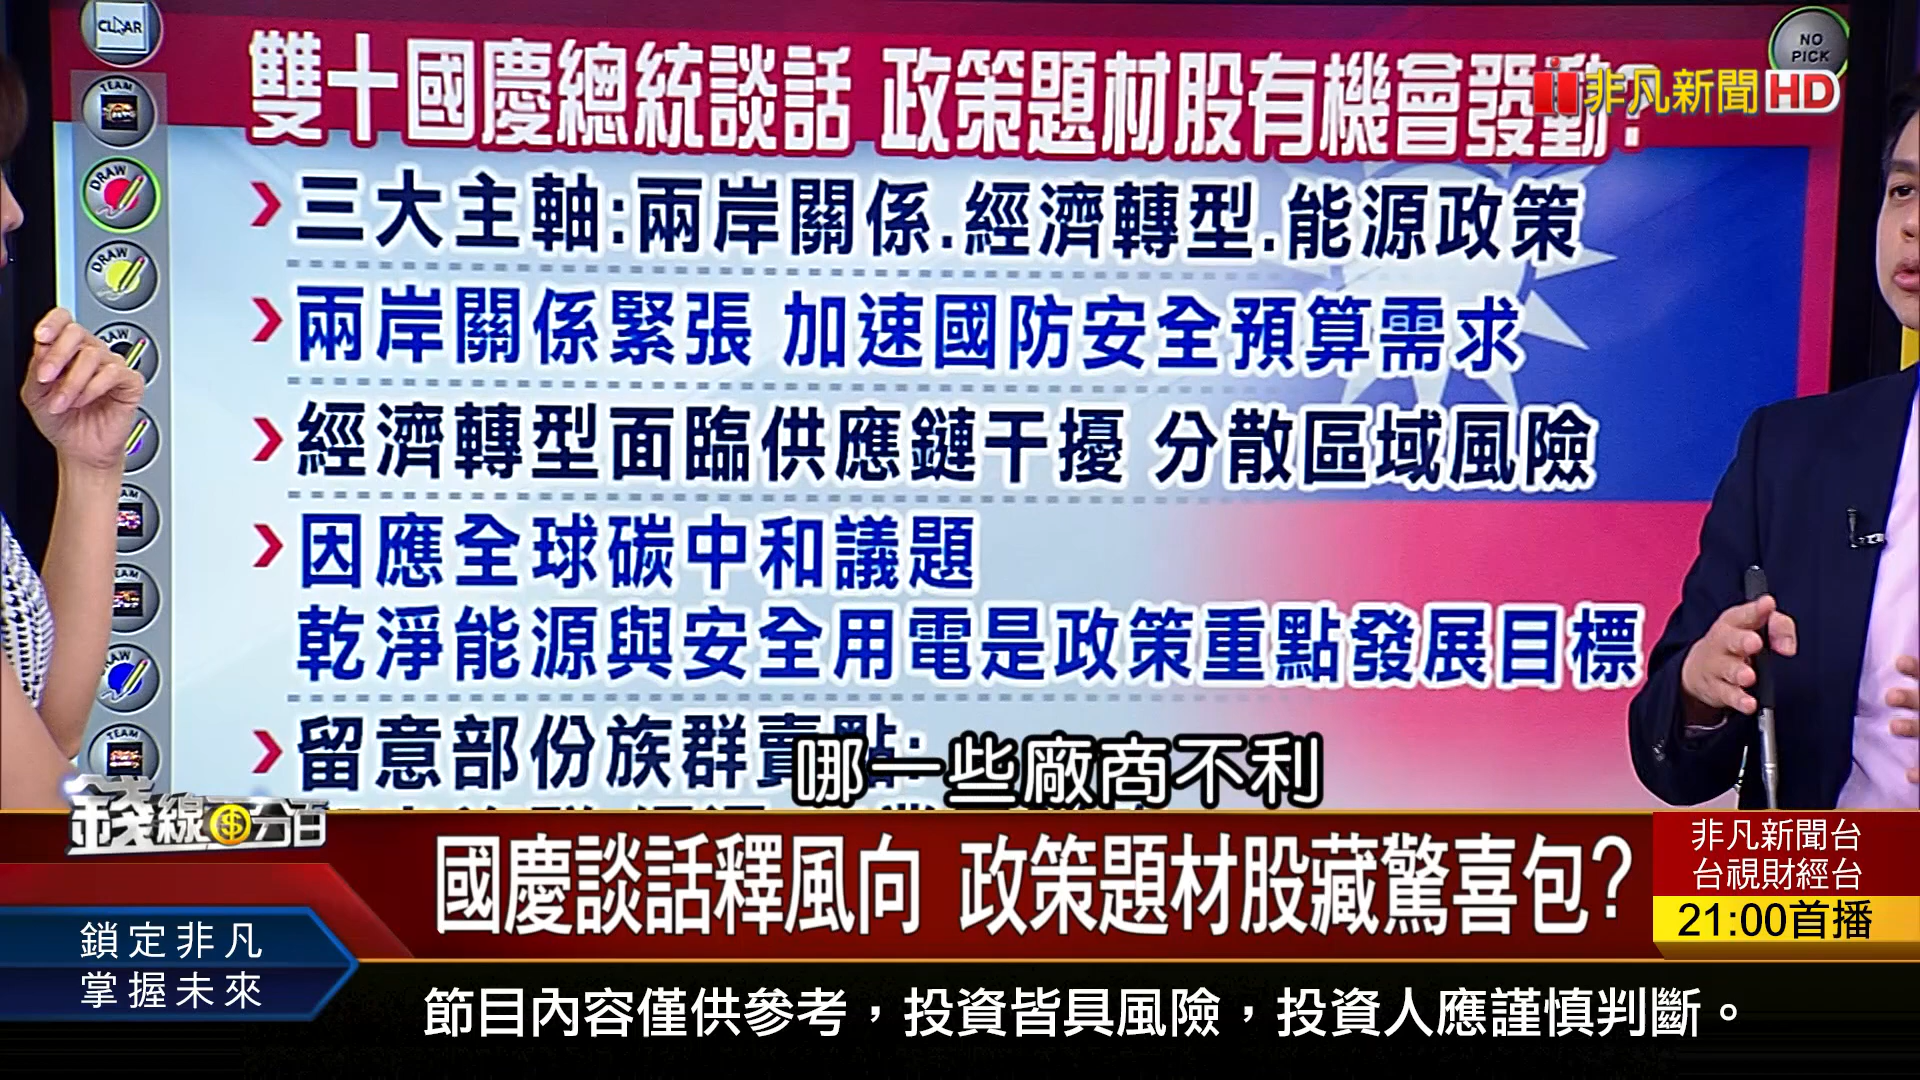 CLEAR
NO
PICK
TEAM
DRAW
DRAW
TEAM
雙十國慶總統談話 政策題材股有機會發動?
非凡新聞HD
三大主軸:兩岸關係.經濟轉型.能源政策
兩岸關係緊張 加速國防安全預算需求
經濟轉型面臨供應鏈干擾 分散區域風險
因應全球碳中和議題
乾淨能源與安全用電是政策重點發展目標
留意部份族群賣點:
哪一些廠商不利
錢線百分百
國慶談話釋風向 政策題材股藏驚喜包?
非凡新聞台
台視財經台
21:00首播
鎖定非凡
掌握未來
節目內容僅供參考，投資皆具風險，投資人應謹慎判斷。